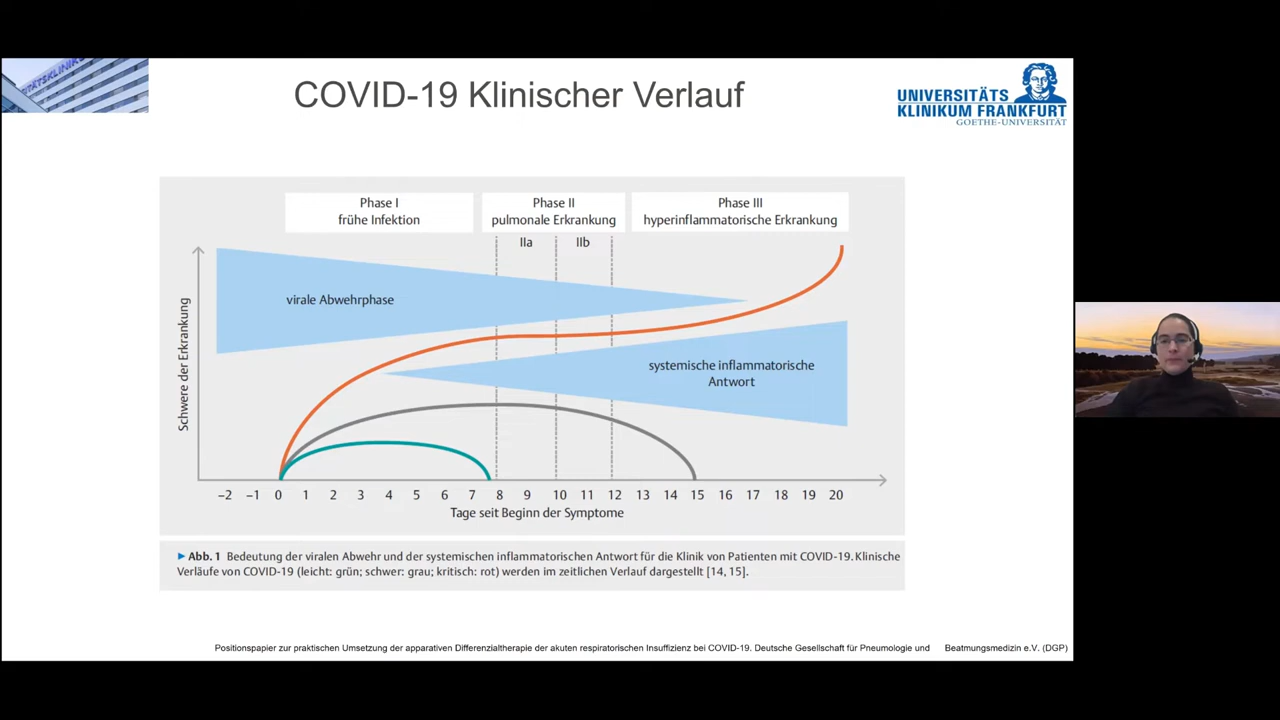 TÄTSKLINIK
COVID-19 Klinischer Verlauf
UNIVERSITÄTS
KLINIKUM FRANKFURT
GOETHE-UNIVERSITÄT
Phase I
frühe Infektion
Phase II
pulmonale Erkrankung
Phase III
hyperinflammatorische Erkrankung
IIa
IIb
virale Abwehrphase
systemische inflammatorische
Antwort
Schwere der Erkrankung
–2 –1 0 1 2 3 4 5 6 7 8 9 10 11 12 13 14 15 16 17 18 19 20
Tage seit Beginn der Symptome
►Abb. 1 Bedeutung der viralen Abwehr und der systemischen inflammatorischen Antwort für die Klinik von Patienten mit COVID-19. Klinische
Verläufe von COVID-19 (leicht: grün; schwer: grau; kritisch: rot) werden im zeitlichen Verlauf dargestellt [14, 15].
Positionspapier zur praktischen Umsetzung der apparativen Differenzialtherapie der akuten respiratorischen Insuffizienz bei COVID-19. Deutsche Gesellschaft für Pneumologie und Beatmungsmedizin e.V. (DGP)